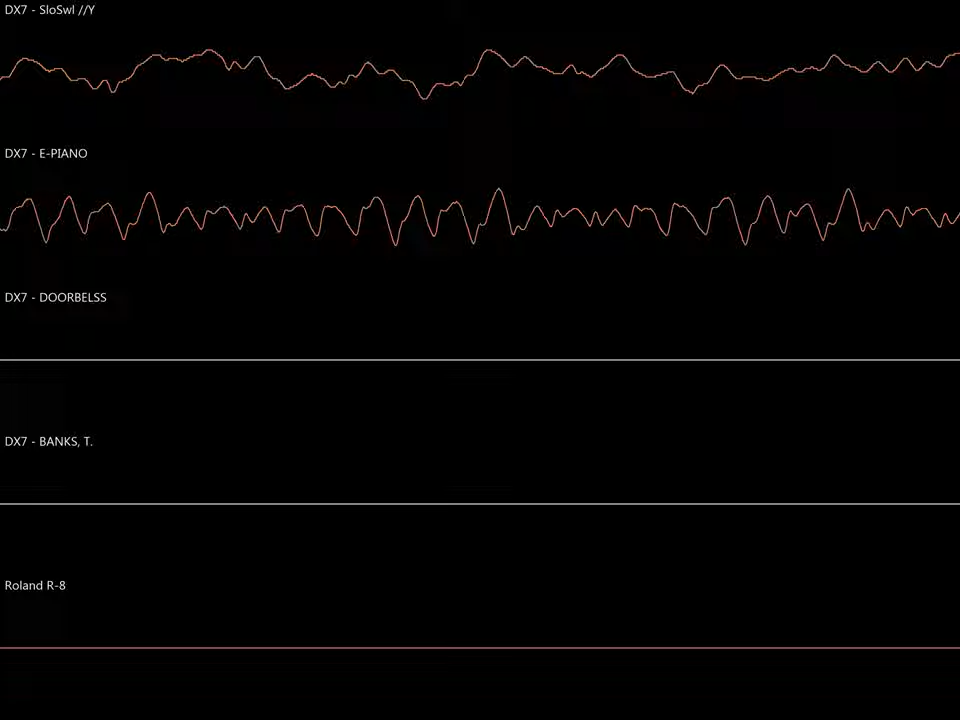 DX7 - SloSwl //Y
DX7 - E-PIANO
DX7 - DOORBELSS
DX7 - BANKS, T.
Roland R-8